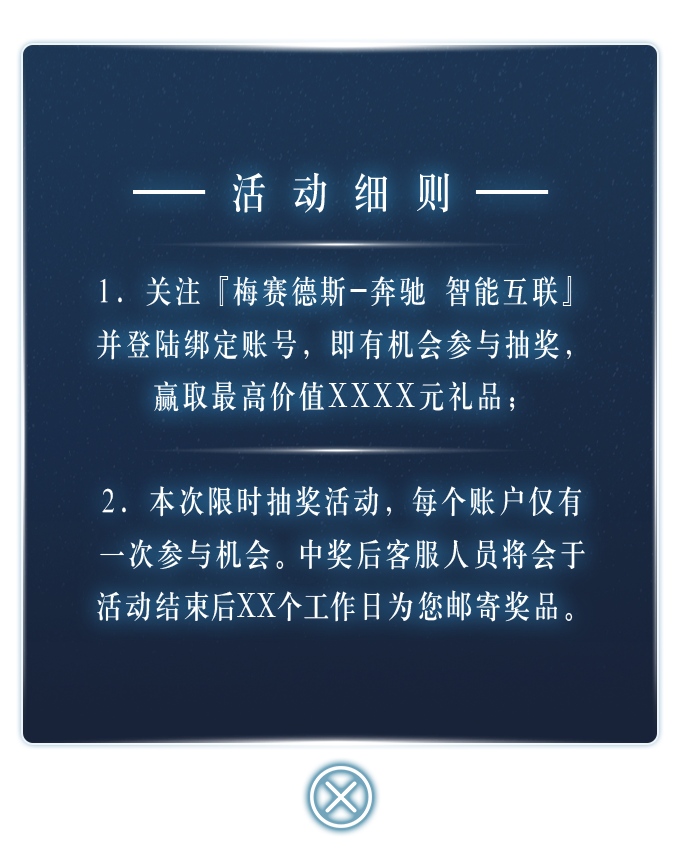 活动细则
1. 关注『梅赛德斯-奔驰 智能互联』
并登陆绑定账号，即有机会参与抽奖，
赢取最高价值XXXX元礼品；
2. 本次限时抽奖活动，每个账户仅有
一次参与机会。中奖后客服人员将会于
活动结束后XX个工作日为您邮寄奖品。